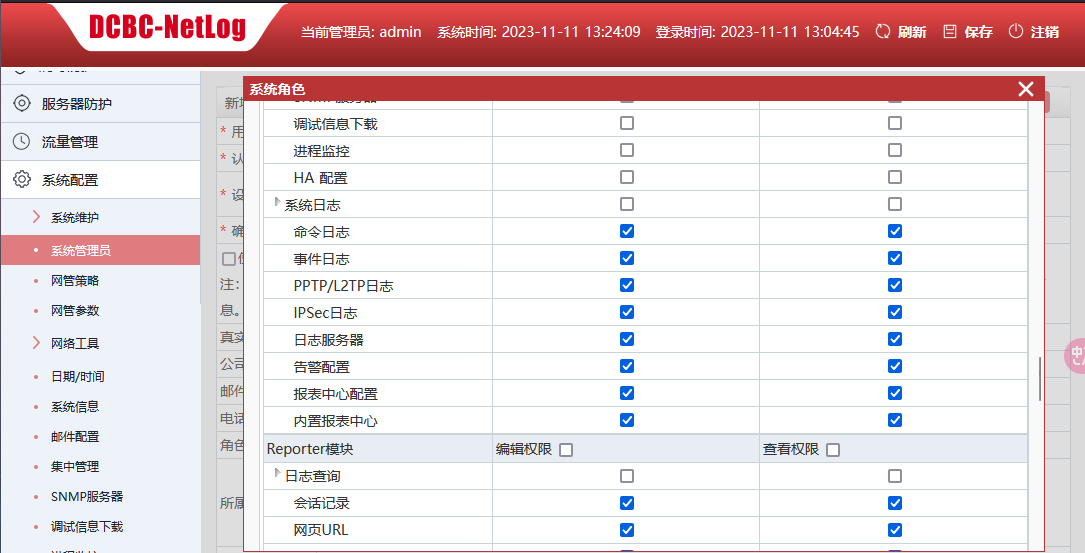 DCBC-NetLog
当前管理员: admin 系统时间: 2023-11-11 13:24:09 登录时间: 2023-11-11 13:04:45 刷新 保存 注销
服务器防护
流量管理
系统配置
系统维护
系统管理员
网管策略
网管参数
网络工具
日期/时间
系统信息
邮件配置
集中管理
SNMP服务器
调试信息下载
新
* 用
* 认
* 设
* 确
注:
息。
真实
公司
邮件
电话
角色
所属
系统角色
调试信息下载
进程监控
HA 配置
系统日志
命令日志
事件日志
PPTP/L2TP日志
IPSec日志
日志服务器
告警配置
报表中心配置
内置报表中心
Reporter模块 编辑权限 查看权限
日志查询
会话记录
网页URL